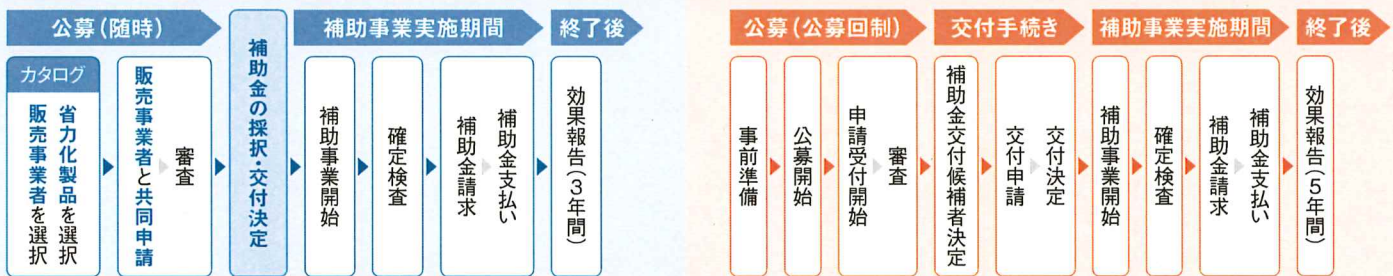 公募(随時)
カタログ
省力化製品を選択
販売事業者を選択
販売事業者と共同申請
審査
補助金の採択・交付決定
補助事業実施期間
補助事業開始
確定検査
補助金請求
補助金支払い
終了後
効果報告(3年間)
公募(公募回制)
事前準備
公募開始
申請受付開始
審査
交付手続き
補助金交付候補者決定
交付申請
交付決定
補助事業実施期間
補助事業開始
確定検査
補助金請求
補助金支払い
終了後
効果報告(5年間)